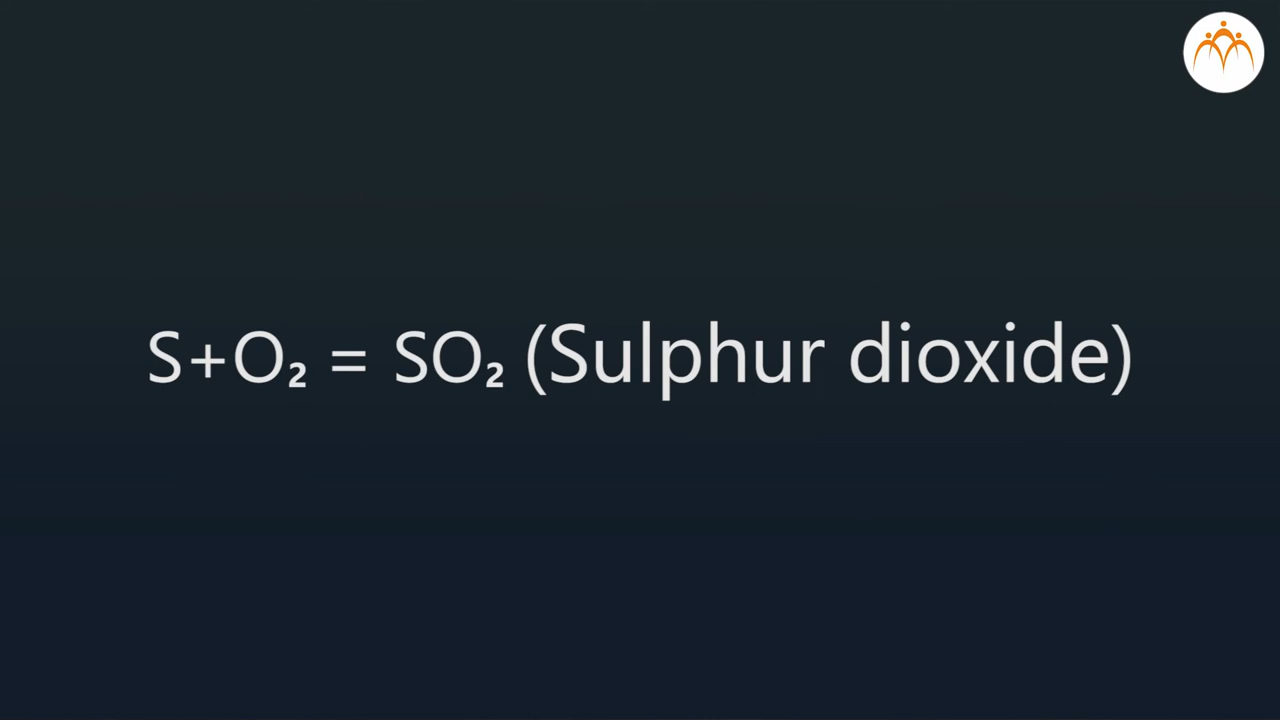 S+O₂ = SO₂ (Sulphur dioxide)